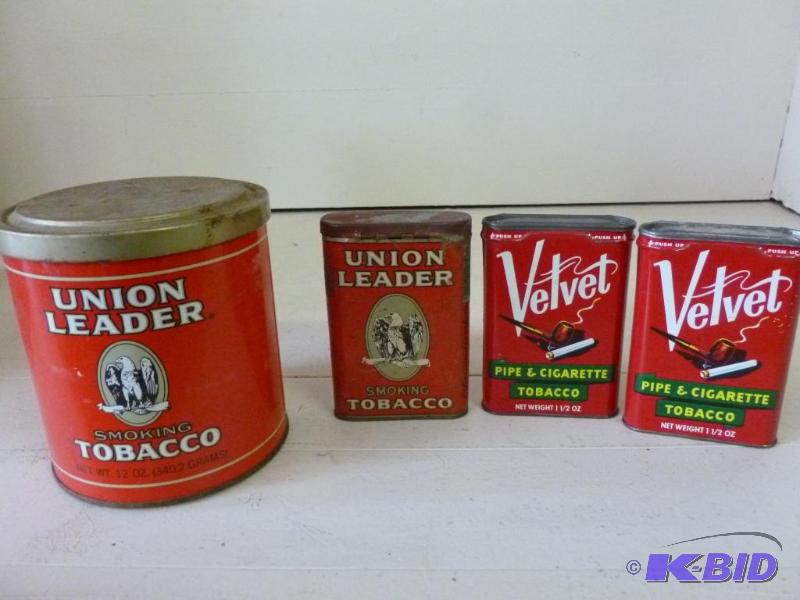 UNION
LEADER
SMOKING
TOBACCO
NET WT. 12 OZ. (340.2 GRAMS)
UNION
LEADER
SMOKING
TOBACCO
PUSH UP PUSH UP
Velvet
PIPE & CIGARETTE
TOBACCO
NET WEIGHT 1 1/2 OZ
PUSH UP PUSH UP
Velvet
PIPE & CIGARETTE
TOBACCO
NET WEIGHT 1 1/2 OZ
© K-BID